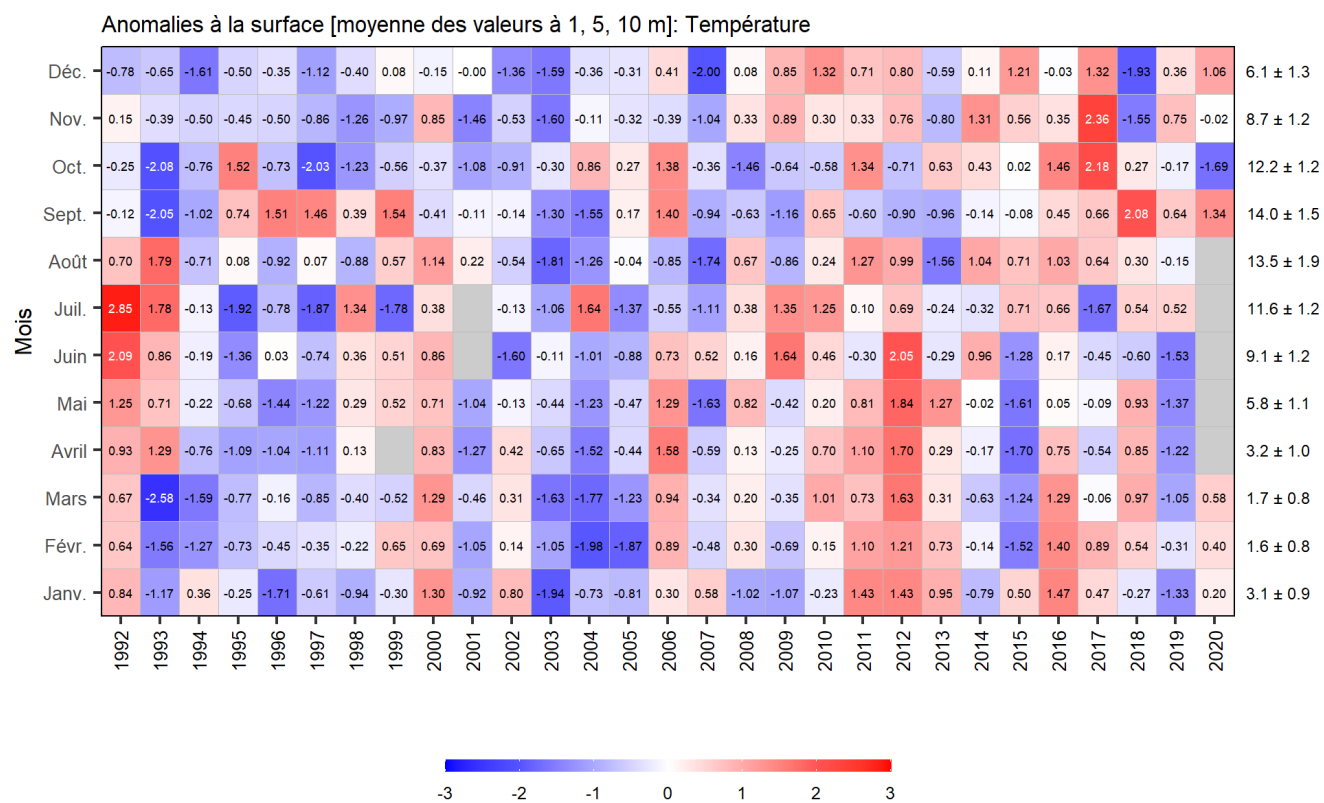 Anomalies à la surface [moyenne des valeurs à 1, 5, 10 m]: Température
Mois
Déc. -0.78 -0.65 -1.61 -0.50 -0.35 -1.12 -0.40 0.08 -0.15 -0.00 -1.36 -1.59 -0.36 -0.31 0.41 -2.00 0.08 0.85 1.32 0.71 0.80 -0.59 0.11 1.21 -0.03 1.32 -1.93 0.36 1.06 6.1 ± 1.3
Nov. 0.15 -0.39 -0.50 -0.45 -0.50 -0.86 -1.26 -0.97 0.85 -1.46 -0.53 -1.60 -0.11 -0.32 -0.39 -1.04 0.33 0.89 0.30 0.33 0.76 -0.80 1.31 0.56 0.35 2.36 -1.55 0.75 -0.02 8.7 ± 1.2
Oct. -0.25 -2.08 -0.76 1.52 -0.73 -2.03 -1.23 -0.56 -0.37 -1.08 -0.91 -0.30 0.86 0.27 1.38 -0.36 -1.46 -0.64 -0.58 1.34 -0.71 0.63 0.43 0.02 1.46 2.18 0.27 -0.17 -1.69 12.2 ± 1.2
Sept. -0.12 -2.05 -1.02 0.74 1.51 1.46 0.39 1.54 -0.41 -0.11 -0.14 -1.30 -1.55 0.17 1.40 -0.94 -0.63 -1.16 0.65 -0.60 -0.90 -0.96 -0.14 -0.08 0.45 0.66 2.08 0.64 1.34 14.0 ± 1.5
Août 0.70 1.79 -0.71 0.08 -0.92 0.07 -0.88 0.57 1.14 0.22 -0.54 -1.81 -1.26 -0.04 -0.85 -1.74 0.67 -0.86 0.24 1.27 0.99 -1.56 1.04 0.71 1.03 0.64 0.30 -0.15 13.5 ± 1.9
Juil. 2.85 1.78 -0.13 -1.92 -0.78 -1.87 1.34 -1.78 0.38 -0.13 -1.06 1.64 -1.37 -0.55 -1.11 0.38 1.35 1.25 0.10 0.69 -0.24 -0.32 0.71 0.66 -1.67 0.54 0.52 11.6 ± 1.2
Juin 2.09 0.86 -0.19 -1.36 0.03 -0.74 0.36 0.51 0.86 -1.60 -0.11 -1.01 -0.88 0.73 0.52 0.16 1.64 0.46 -0.30 2.05 -0.29 0.96 -1.28 0.17 -0.45 -0.60 -1.53 9.1 ± 1.2
Mai 1.25 0.71 -0.22 -0.68 -1.44 -1.22 0.29 0.52 0.71 -1.04 -0.13 -0.44 -1.23 -0.47 1.29 -1.63 0.82 -0.42 0.20 0.81 1.84 1.27 -0.02 -1.61 0.05 -0.09 0.93 -1.37 5.8 ± 1.1
Avril 0.93 1.29 -0.76 -1.09 -1.04 -1.11 0.13 0.83 -1.27 0.42 -0.65 -1.52 -0.44 1.58 -0.59 0.13 -0.25 0.70 1.10 1.70 0.29 -0.17 -1.70 0.75 -0.54 0.85 -1.22 3.2 ± 1.0
Mars 0.67 -2.58 -1.59 -0.77 -0.16 -0.85 -0.40 -0.52 1.29 -0.46 0.31 -1.63 -1.77 -1.23 0.94 -0.34 0.20 -0.35 1.01 0.73 1.63 0.31 -0.63 -1.24 1.29 -0.06 0.97 -1.05 0.58 1.7 ± 0.8
Févr. 0.64 -1.56 -1.27 -0.73 -0.45 -0.35 -0.22 0.65 0.69 -1.05 0.14 -1.05 -1.98 -1.87 0.89 -0.48 0.30 -0.69 0.15 1.10 1.21 0.73 -0.14 -1.52 1.40 0.89 0.54 -0.31 0.40 1.6 ± 0.8
Janv. 0.84 -1.17 0.36 -0.25 -1.71 -0.61 -0.94 -0.30 1.30 -0.92 0.80 -1.94 -0.73 -0.81 0.30 0.58 -1.02 -1.07 -0.23 1.43 1.43 0.95 -0.79 0.50 1.47 0.47 -0.27 -1.33 0.20 3.1 ± 0.9
1992 1993 1994 1995 1996 1997 1998 1999 2000 2001 2002 2003 2004 2005 2006 2007 2008 2009 2010 2011 2012 2013 2014 2015 2016 2017 2018 2019 2020
-3 -2 -1 0 1 2 3